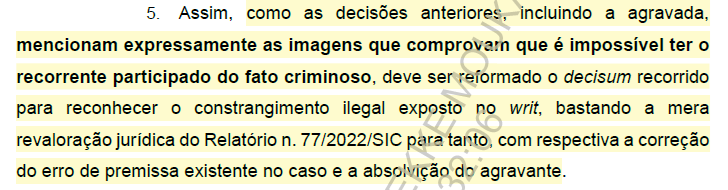 5. Assim, como as decisões anteriores, incluindo a agravada,
mencionam expressamente as imagens que comprovam que é impossível ter o
recorrente participado do fato criminoso, deve ser reformado o decisum recorrido
para reconhecer o constrangimento ilegal exposto no writ, bastando a mera
revaloração jurídica do Relatório n. 77/2022/SIC para tanto, com respectiva a correção
do erro de premissa existente no caso e a absolvição do agravante.